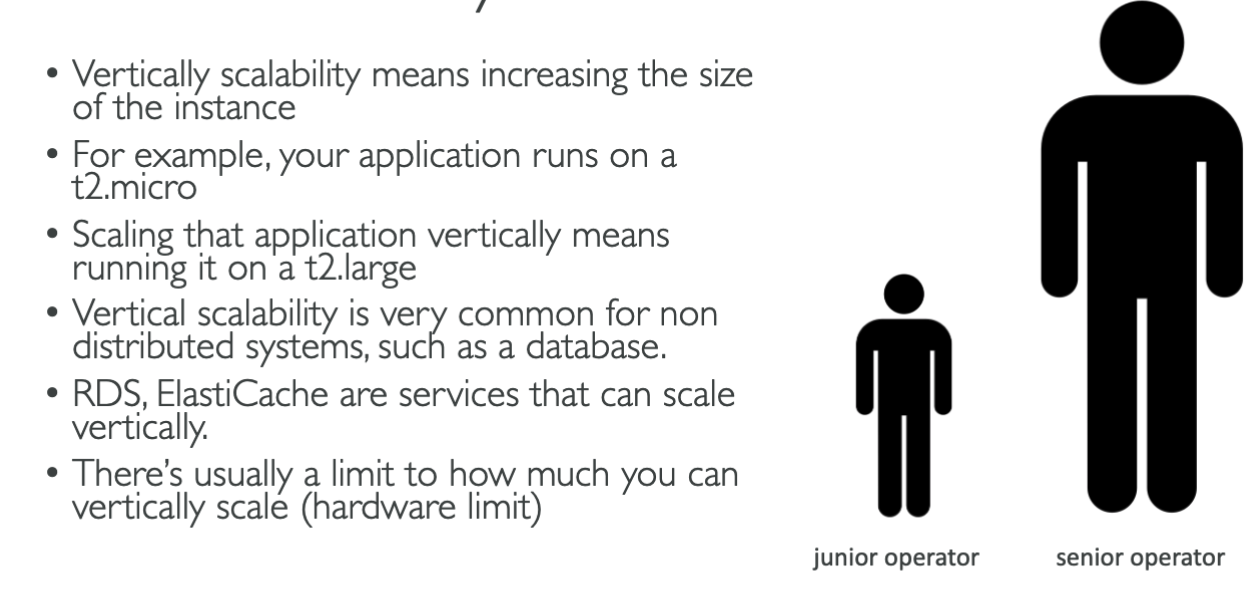 • Vertically scalability means increasing the size
of the instance
• For example, your application runs on a
t2.micro
• Scaling that application vertically means
running it on a t2.large
• Vertical scalability is very common for non
distributed systems, such as a database.
• RDS, ElastiCache are services that can scale
vertically.
• There's usually a limit to how much you can
vertically scale (hardware limit)
junior operator
senior operator